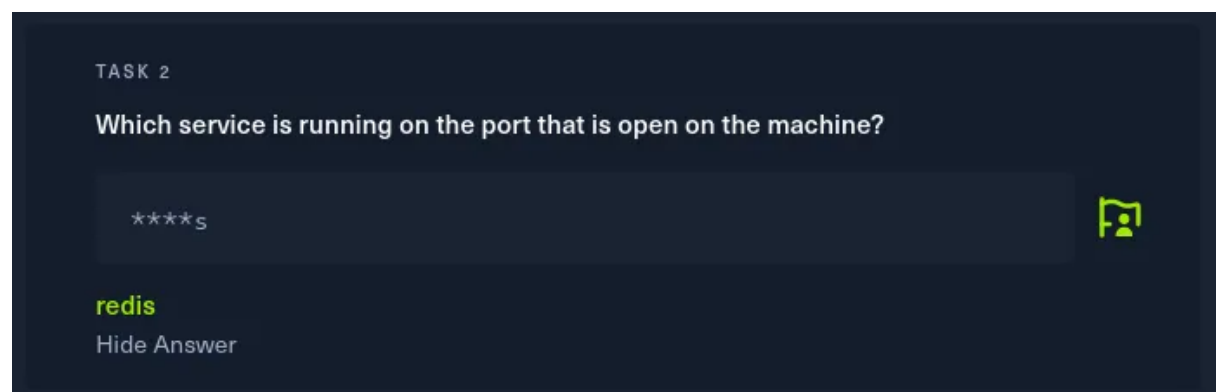 TASK 2
Which service is running on the port that is open on the machine?
****s
redis
Hide Answer